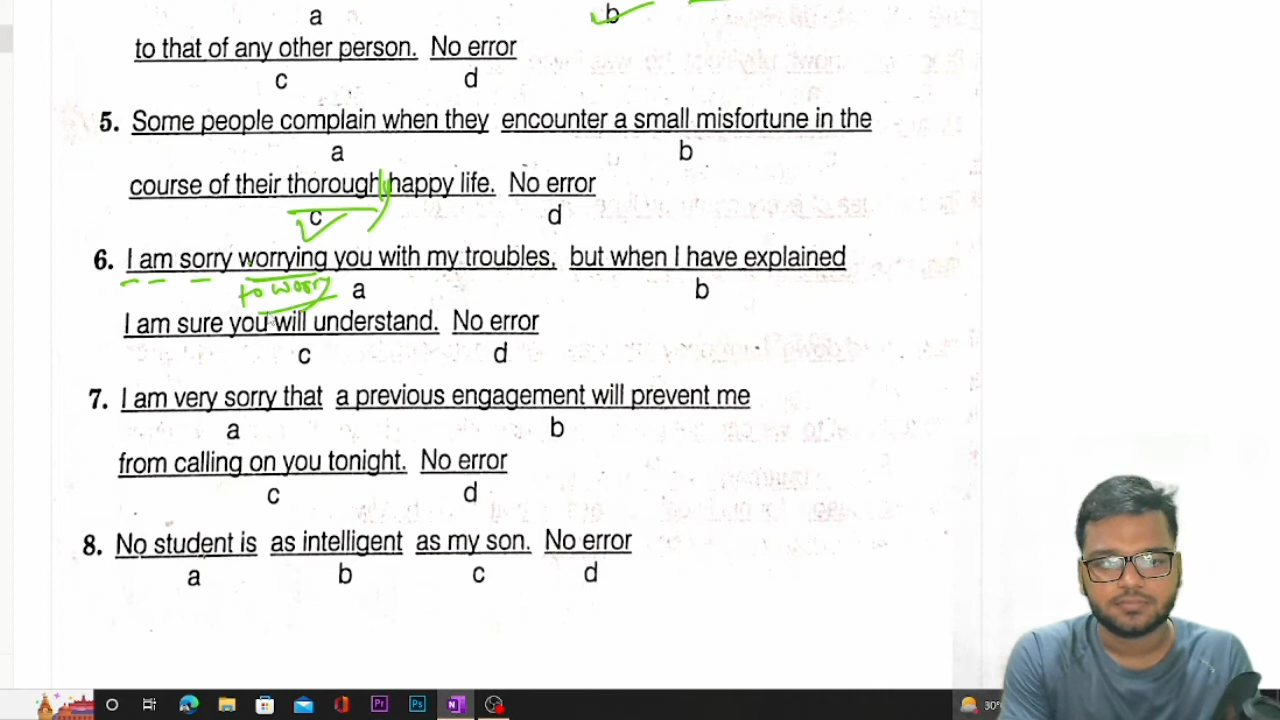 a b
to that of any other person. No error
c d
5. Some people complain when they encounter a small misfortune in the
a b
course of their thorough happy life. No error
c d
6. I am sorry worrying you with my troubles, but when I have explained
to worry a b
I am sure you will understand. No error
c d
7. I am very sorry that a previous engagement will prevent me
a b
from calling on you tonight. No error
c d
8. No student is as intelligent as my son. No error
a b c d
Pr Ps N 30°